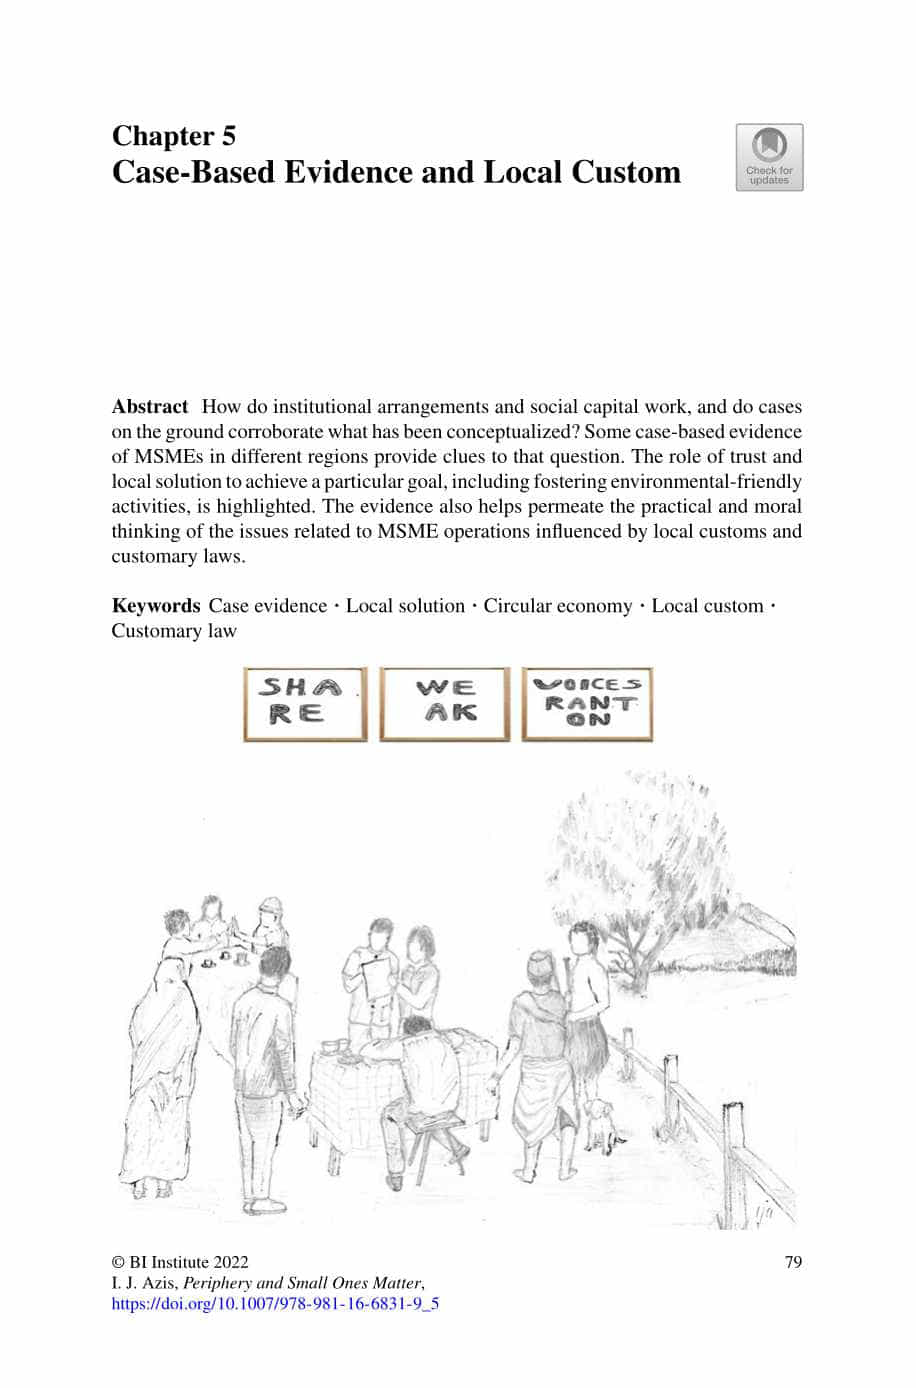 Chapter 5
Case-Based Evidence and Local Custom
Check for
updates
Abstract How do institutional arrangements and social capital work, and do cases
on the ground corroborate what has been conceptualized? Some case-based evidence
of MSMEs in different regions provide clues to that question. The role of trust and
local solution to achieve a particular goal, including fostering environmental-friendly
activities, is highlighted. The evidence also helps permeate the practical and moral
thinking of the issues related to MSME operations influenced by local customs and
customary laws.
Keywords Case evidence · Local solution · Circular economy · Local custom ·
Customary law
SHA
RE
WE
AK
VOICES
RANT
ON
ija
© BI Institute 2022
79
I. J. Azis, Periphery and Small Ones Matter,
https://doi.org/10.1007/978-981-16-6831-9_5